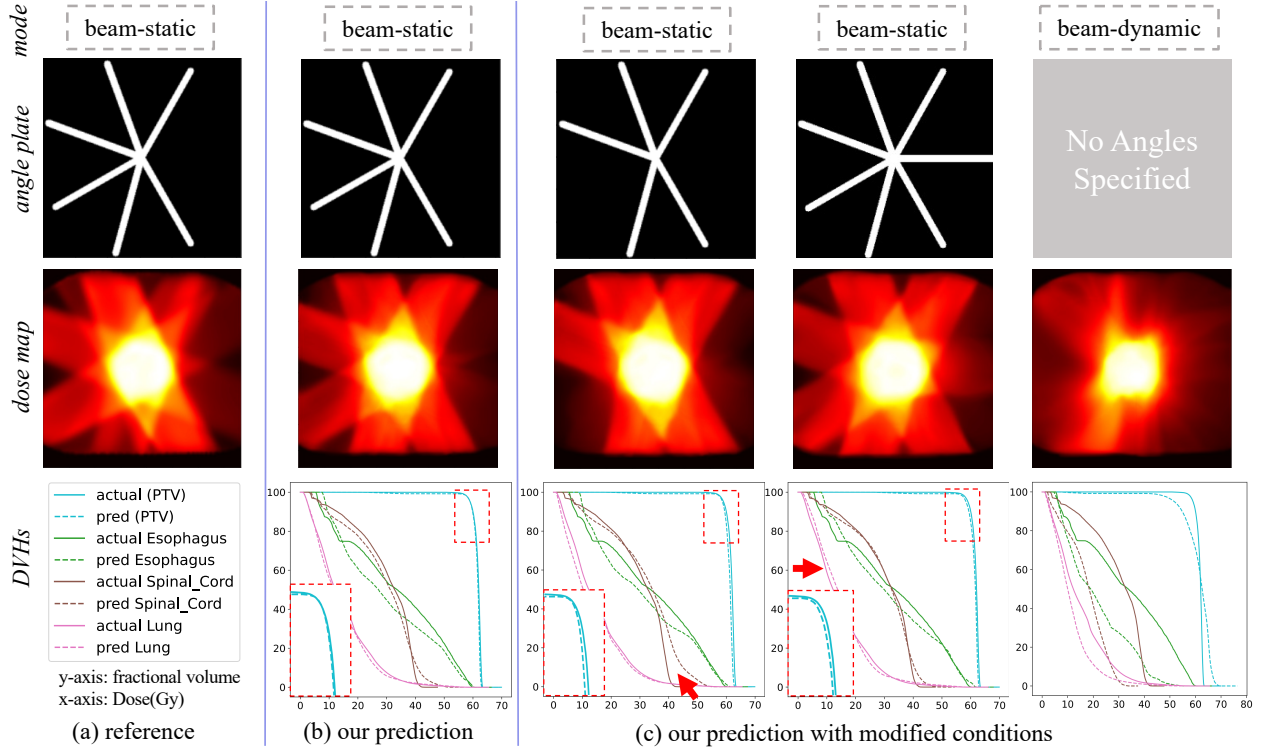 mode
beam-static
beam-static
beam-static
beam-static
beam-dynamic
angle plate
No Angles
Specified
dose map
DVHs
actual (PTV)
pred (PTV)
actual Esophagus
pred Esophagus
actual Spinal_Cord
pred Spinal_Cord
actual Lung
pred Lung
y-axis: fractional volume
x-axis: Dose(Gy)
100
80
60
40
20
0
0 10 20 30 40 50 60 70
100
80
60
40
20
0
0 10 20 30 40 50 60 70
100
80
60
40
20
0
0 10 20 30 40 50 60 70
100
80
60
40
20
0
0 10 20 30 40 50 60 70 80
(a) reference
(b) our prediction
(c) our prediction with modified conditions